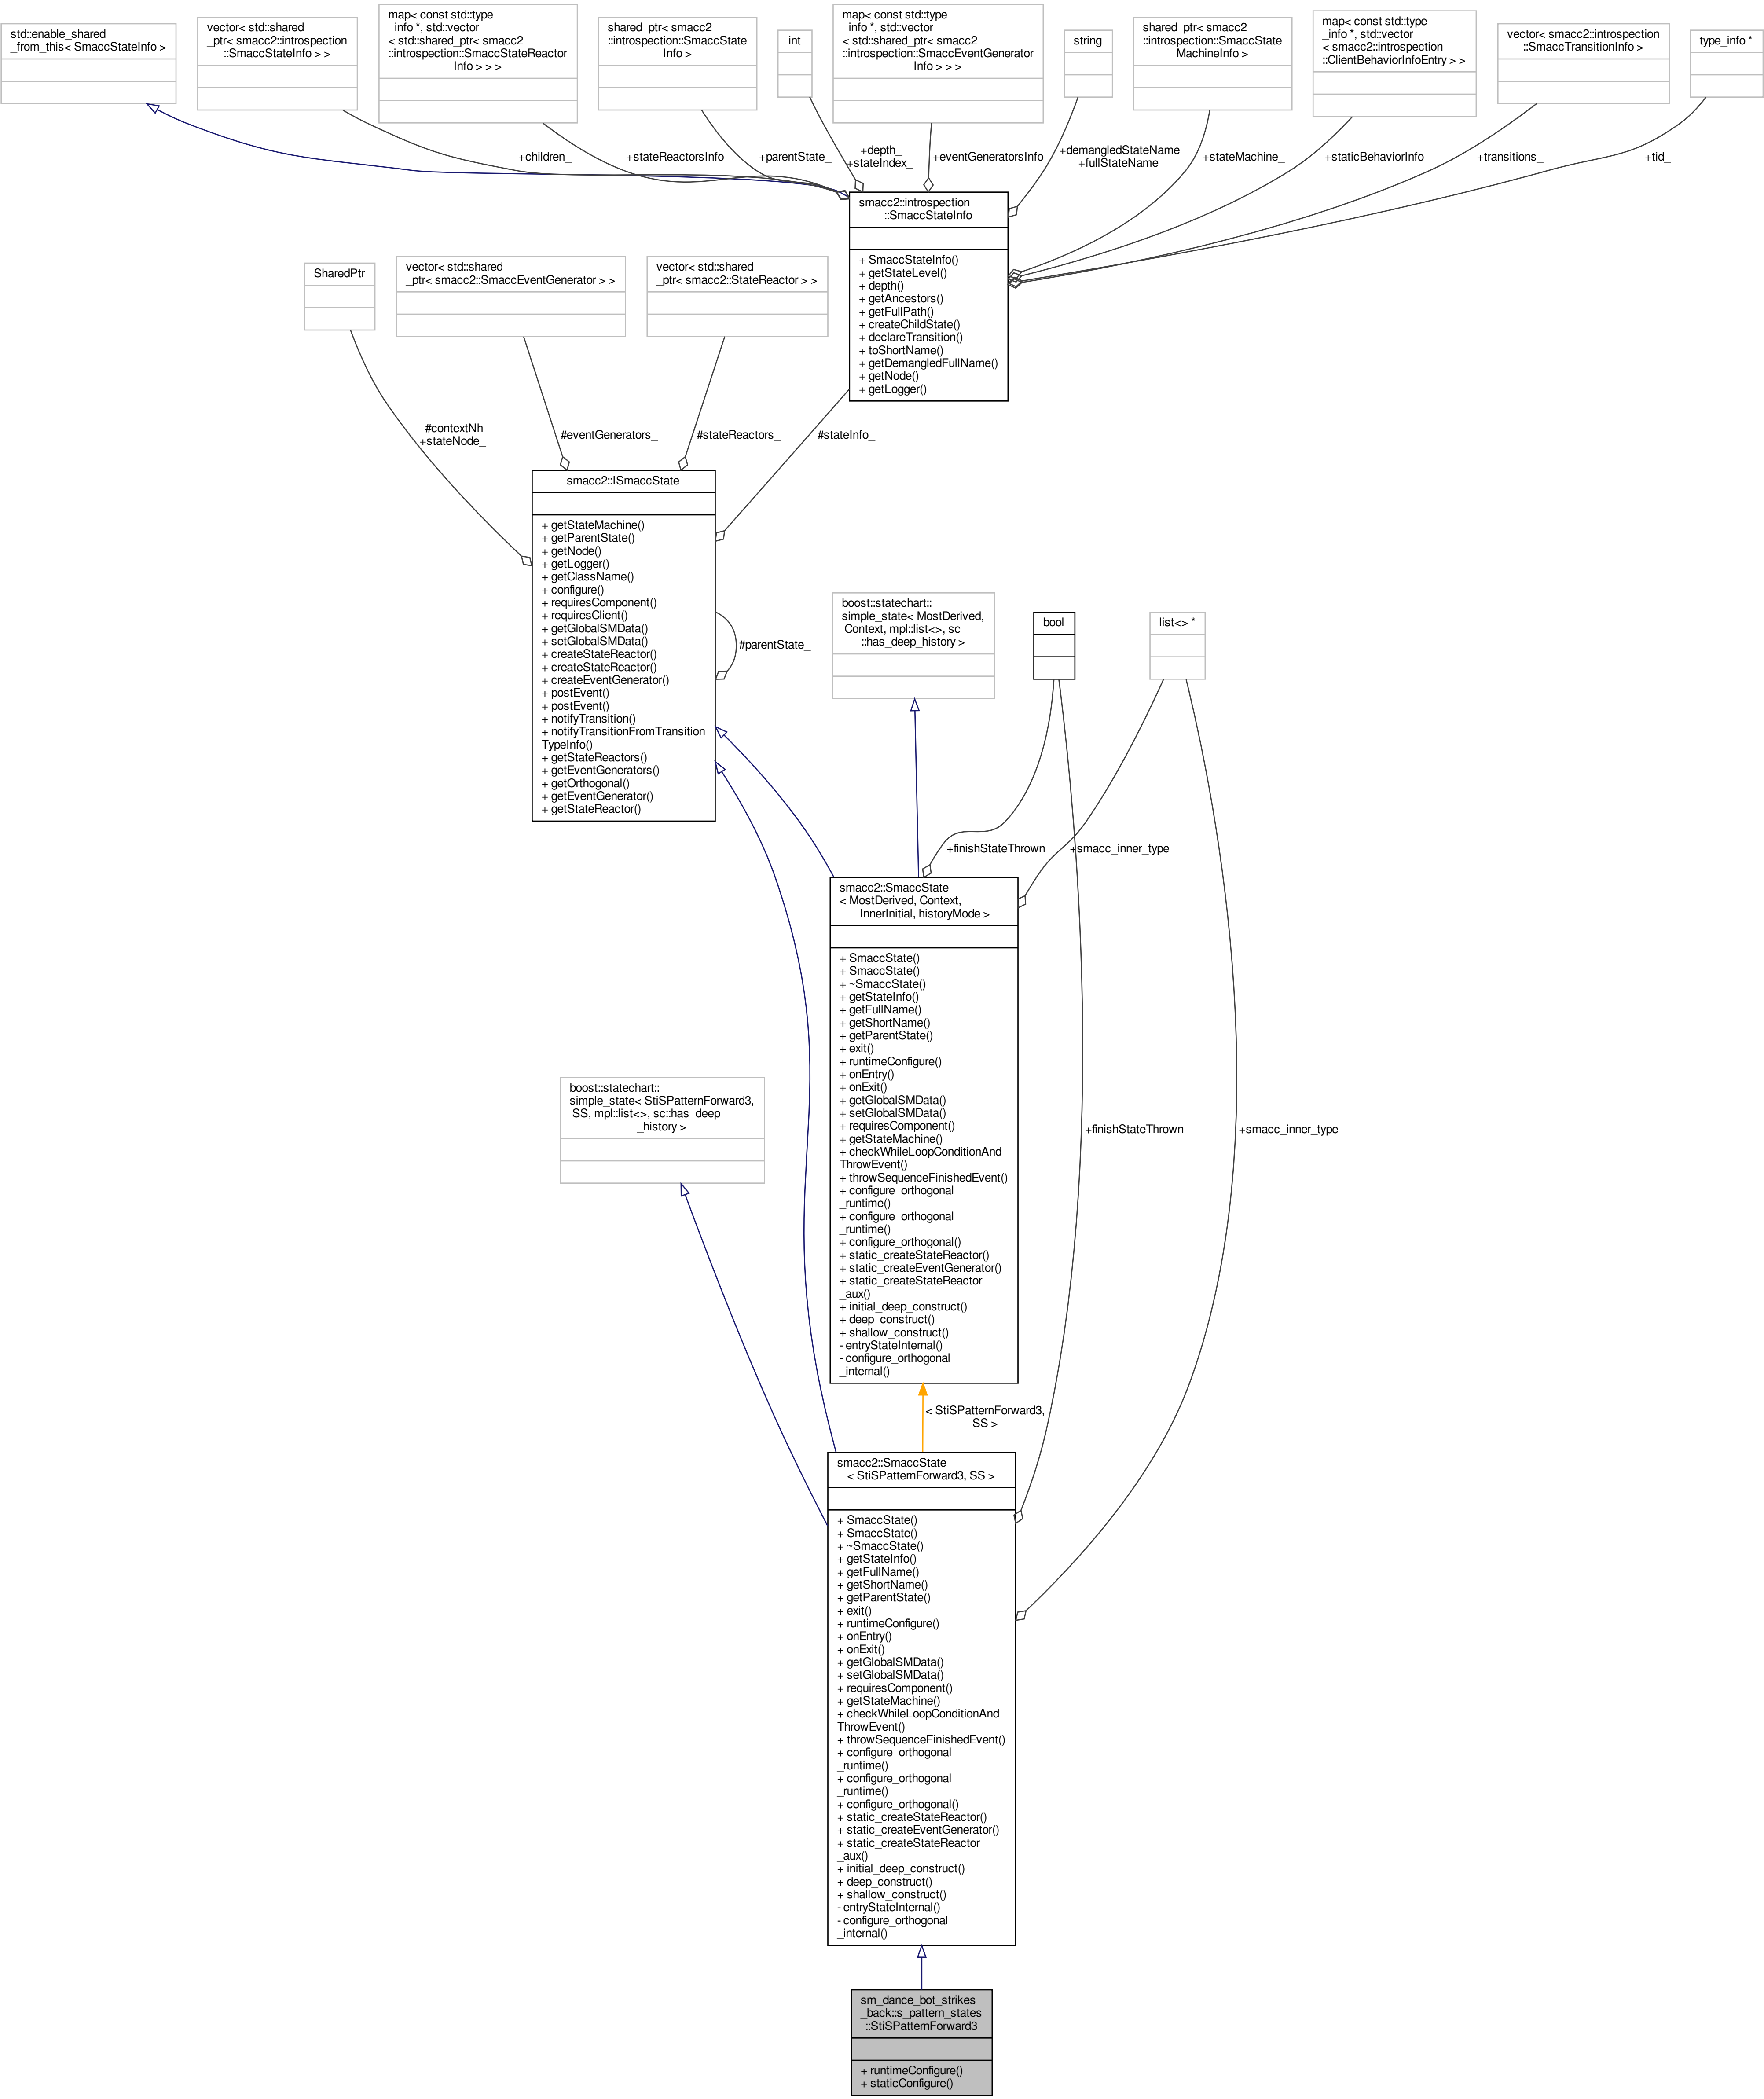 std::enable_shared
_from_this< SmaccStateInfo >
vector< std::shared
_ptr< smacc2::introspection
::SmaccStateInfo > >
map< const std::type
_info *, std::vector
< std::shared_ptr< smacc2
::introspection::SmaccStateReactor
Info > > >
shared_ptr< smacc2
::introspection::SmaccState
Info >
int
map< const std::type
_info *, std::vector
< std::shared_ptr< smacc2
::introspection::SmaccEventGenerator
Info > > >
string
shared_ptr< smacc2
::introspection::SmaccState
MachineInfo >
map< const std::type
_info *, std::vector
< smacc2::introspection
::ClientBehaviorInfoEntry > >
vector< smacc2::introspection
::SmaccTransitionInfo >
type_info *
+children_
+stateReactorsInfo
+parentState_
+depth_
+stateIndex_
+eventGeneratorsInfo
+demangledStateName
+fullStateName
+stateMachine_
+staticBehaviorInfo
+transitions_
+tid_
smacc2::introspection
::SmaccStateInfo
+ SmaccStateInfo()
+ getStateLevel()
+ depth()
+ getAncestors()
+ getFullPath()
+ createChildState()
+ declareTransition()
+ toShortName()
+ getDemangledFullName()
+ getNode()
+ getLogger()
SharedPtr
vector< std::shared
_ptr< smacc2::SmaccEventGenerator > >
vector< std::shared
_ptr< smacc2::StateReactor > >
#contextNh
+stateNode_
#eventGenerators_
#stateReactors_
#stateInfo_
smacc2::ISmaccState
+ getStateMachine()
+ getParentState()
+ getNode()
+ getLogger()
+ getClassName()
+ configure()
+ requiresComponent()
+ requiresClient()
+ getGlobalSMData()
+ setGlobalSMData()
+ createStateReactor()
+ createStateReactor()
+ createEventGenerator()
+ postEvent()
+ postEvent()
+ notifyTransition()
+ notifyTransitionFromTransition
TypeInfo()
+ getStateReactors()
+ getEventGenerators()
+ getOrthogonal()
+ getEventGenerator()
+ getStateReactor()
#parentState_
boost::statechart::
simple_state< MostDerived,
Context, mpl::list<>, sc
::has_deep_history >
bool
list<> *
+finishStateThrown
+smacc_inner_type
smacc2::SmaccState
< MostDerived, Context,
InnerInitial, historyMode >
+ SmaccState()
+ SmaccState()
+ ~SmaccState()
+ getStateInfo()
+ getFullName()
+ getShortName()
+ getParentState()
+ exit()
+ runtimeConfigure()
+ onEntry()
+ onExit()
+ getGlobalSMData()
+ setGlobalSMData()
+ requiresComponent()
+ getStateMachine()
+ checkWhileLoopConditionAnd
ThrowEvent()
+ throwSequenceFinishedEvent()
+ configure_orthogonal
_runtime()
+ configure_orthogonal
_runtime()
+ configure_orthogonal()
+ static_createStateReactor()
+ static_createEventGenerator()
+ static_createStateReactor
_aux()
+ initial_deep_construct()
+ deep_construct()
+ shallow_construct()
- entryStateInternal()
- configure_orthogonal
_internal()
boost::statechart::
simple_state< StiSPatternForward3,
SS, mpl::list<>, sc::has_deep
_history >
+finishStateThrown
+smacc_inner_type
< StiSPatternForward3,
SS >
smacc2::SmaccState
< StiSPatternForward3, SS >
+ SmaccState()
+ SmaccState()
+ ~SmaccState()
+ getStateInfo()
+ getFullName()
+ getShortName()
+ getParentState()
+ exit()
+ runtimeConfigure()
+ onEntry()
+ onExit()
+ getGlobalSMData()
+ setGlobalSMData()
+ requiresComponent()
+ getStateMachine()
+ checkWhileLoopConditionAnd
ThrowEvent()
+ throwSequenceFinishedEvent()
+ configure_orthogonal
_runtime()
+ configure_orthogonal
_runtime()
+ configure_orthogonal()
+ static_createStateReactor()
+ static_createEventGenerator()
+ static_createStateReactor
_aux()
+ initial_deep_construct()
+ deep_construct()
+ shallow_construct()
- entryStateInternal()
- configure_orthogonal
_internal()
sm_dance_bot_strikes
_back::s_pattern_states
::StiSPatternForward3
+ runtimeConfigure()
+ staticConfigure()